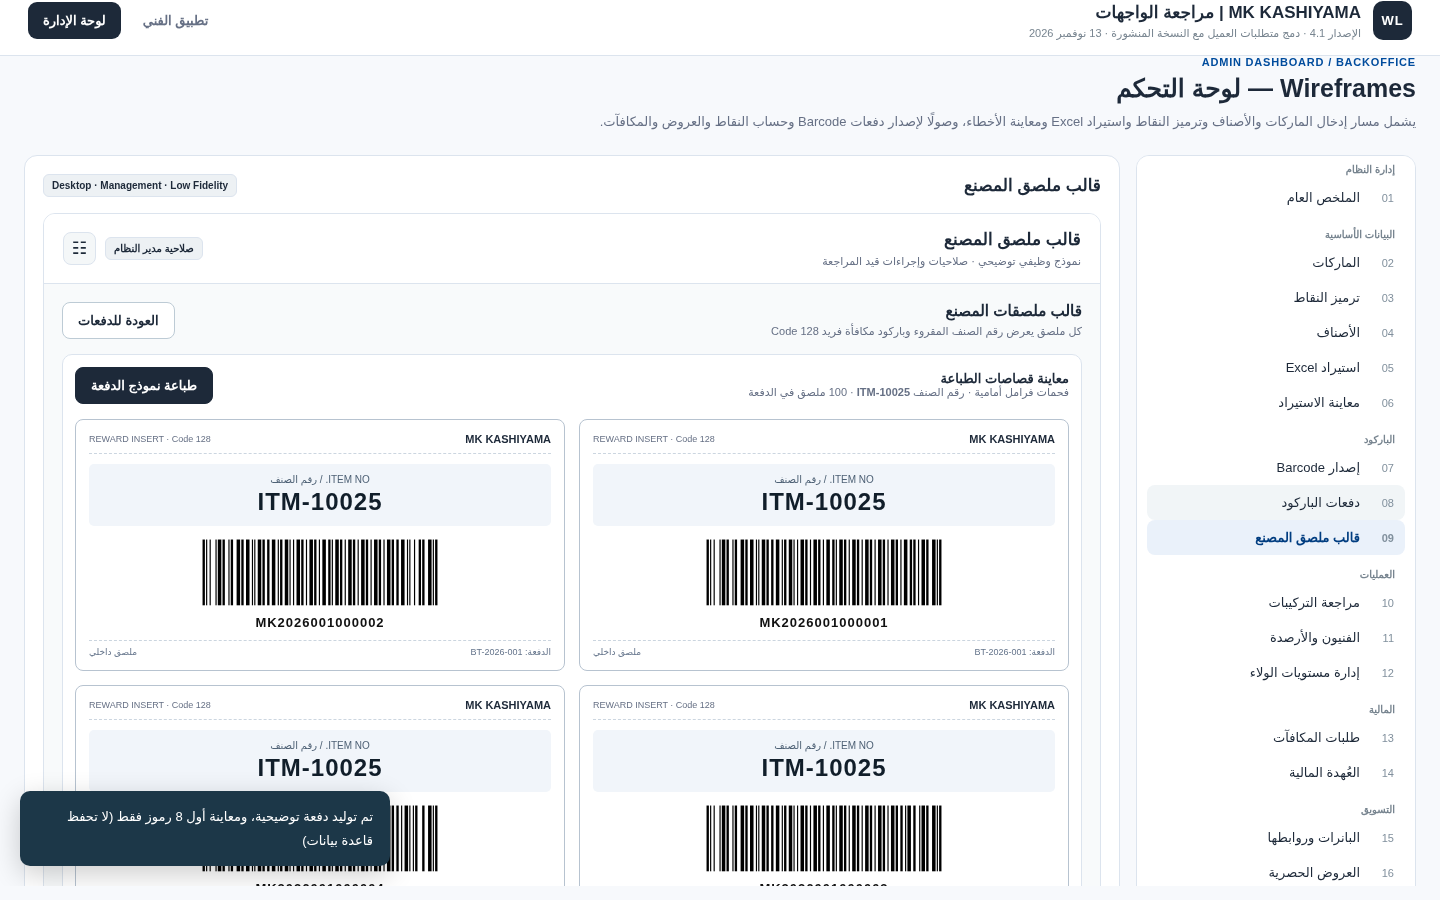 WL
MK KASHIYAMA | مراجعة الواجهات
الإصدار 4.1 · دمج متطلبات العميل مع النسخة المنشورة · 13 نوفمبر 2026
تطبيق الفني
لوحة الإدارة
ADMIN DASHBOARD / BACKOFFICE
Wireframes — لوحة التحكم
يشمل مسار إدخال الماركات والأصناف وترميز النقاط واستيراد Excel ومعاينة الأخطاء، وصولًا لإصدار دفعات Barcode وحساب النقاط والعروض والمكافآت.
إدارة النظام
01 الملخص العام
البيانات الأساسية
02 الماركات
03 ترميز النقاط
04 الأصناف
05 استيراد Excel
06 معاينة الاستيراد
الباركود
07 إصدار Barcode
08 دفعات الباركود
09 قالب ملصق المصنع
العمليات
10 مراجعة التركيبات
11 الفنيون والأرصدة
12 إدارة مستويات الولاء
المالية
13 طلبات المكافآت
14 العُهدة المالية
التسويق
15 البانرات وروابطها
16 العروض الحصرية
قالب ملصق المصنع
Desktop · Management · Low Fidelity
قالب ملصق المصنع
نموذج وظيفي توضيحي · صلاحيات وإجراءات قيد المراجعة
صلاحية مدير النظام
قالب ملصقات المصنع
كل ملصق يعرض رقم الصنف المقروء وباركود مكافأة فريد Code 128
العودة للدفعات
معاينة قصاصات الطباعة
فحمات فرامل أمامية · رقم الصنف ITM-10025 · 100 ملصق في الدفعة
طباعة نموذج الدفعة
MK KASHIYAMA
REWARD INSERT · Code 128
ITEM NO. / رقم الصنف
ITM-10025
MK2026001000001
الدفعة: BT-2026-001
ملصق داخلي
MK KASHIYAMA
REWARD INSERT · Code 128
ITEM NO. / رقم الصنف
ITM-10025
MK2026001000002
الدفعة: BT-2026-001
ملصق داخلي
MK KASHIYAMA
REWARD INSERT · Code 128
ITEM NO. / رقم الصنف
ITM-10025
MK KASHIYAMA
REWARD INSERT · Code 128
ITEM NO. / رقم الصنف
ITM-10025
تم توليد دفعة توضيحية، ومعاينة أول 8 رموز فقط (لا تحفظ
قاعدة بيانات)